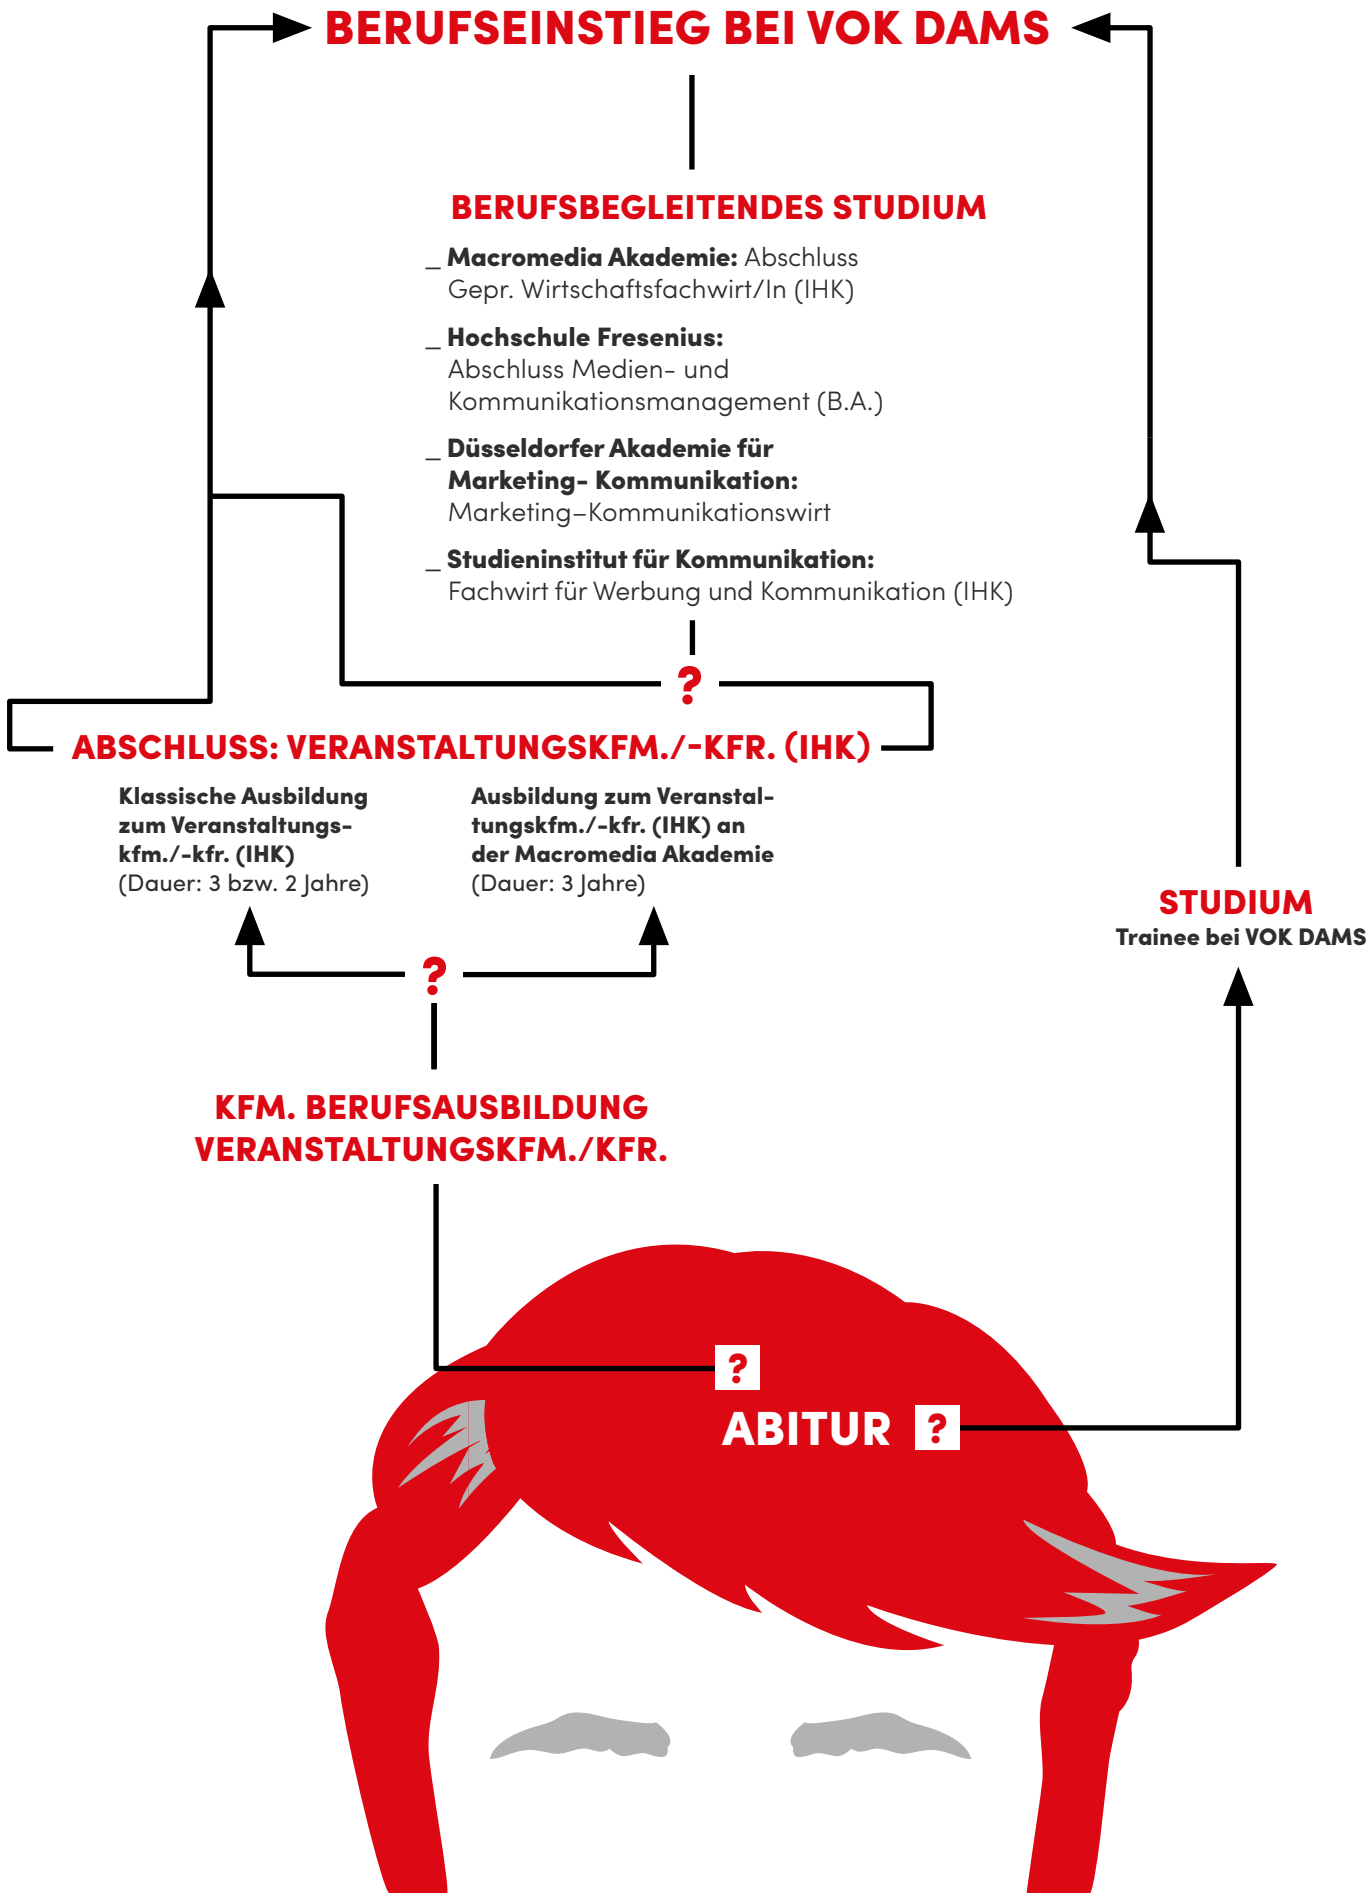 BERUFSEINSTIEG BEI VOK DAMS
BERUFSBEGLEITENDES STUDIUM
_ Macromedia Akademie: Abschluss
Gepr. Wirtschaftsfachwirt/In (IHK)
_ Hochschule Fresenius:
Abschluss Medien- und
Kommunikationsmanagement (B.A.)
_ Düsseldorfer Akademie für
Marketing- Kommunikation:
Marketing–Kommunikationswirt
_ Studieninstitut für Kommunikation:
Fachwirt für Werbung und Kommunikation (IHK)
?
ABSCHLUSS: VERANSTALTUNGSKFM./-KFR. (IHK)
Klassische Ausbildung
zum Veranstaltungs-
kfm./-kfr. (IHK)
(Dauer: 3 bzw. 2 Jahre)
Ausbildung zum Veranstal-
tungskfm./-kfr. (IHK) an
der Macromedia Akademie
(Dauer: 3 Jahre)
STUDIUM
Trainee bei VOK DAMS
?
KFM. BERUFSAUSBILDUNG
VERANSTALTUNGSKFM./KFR.
?
ABITUR ?